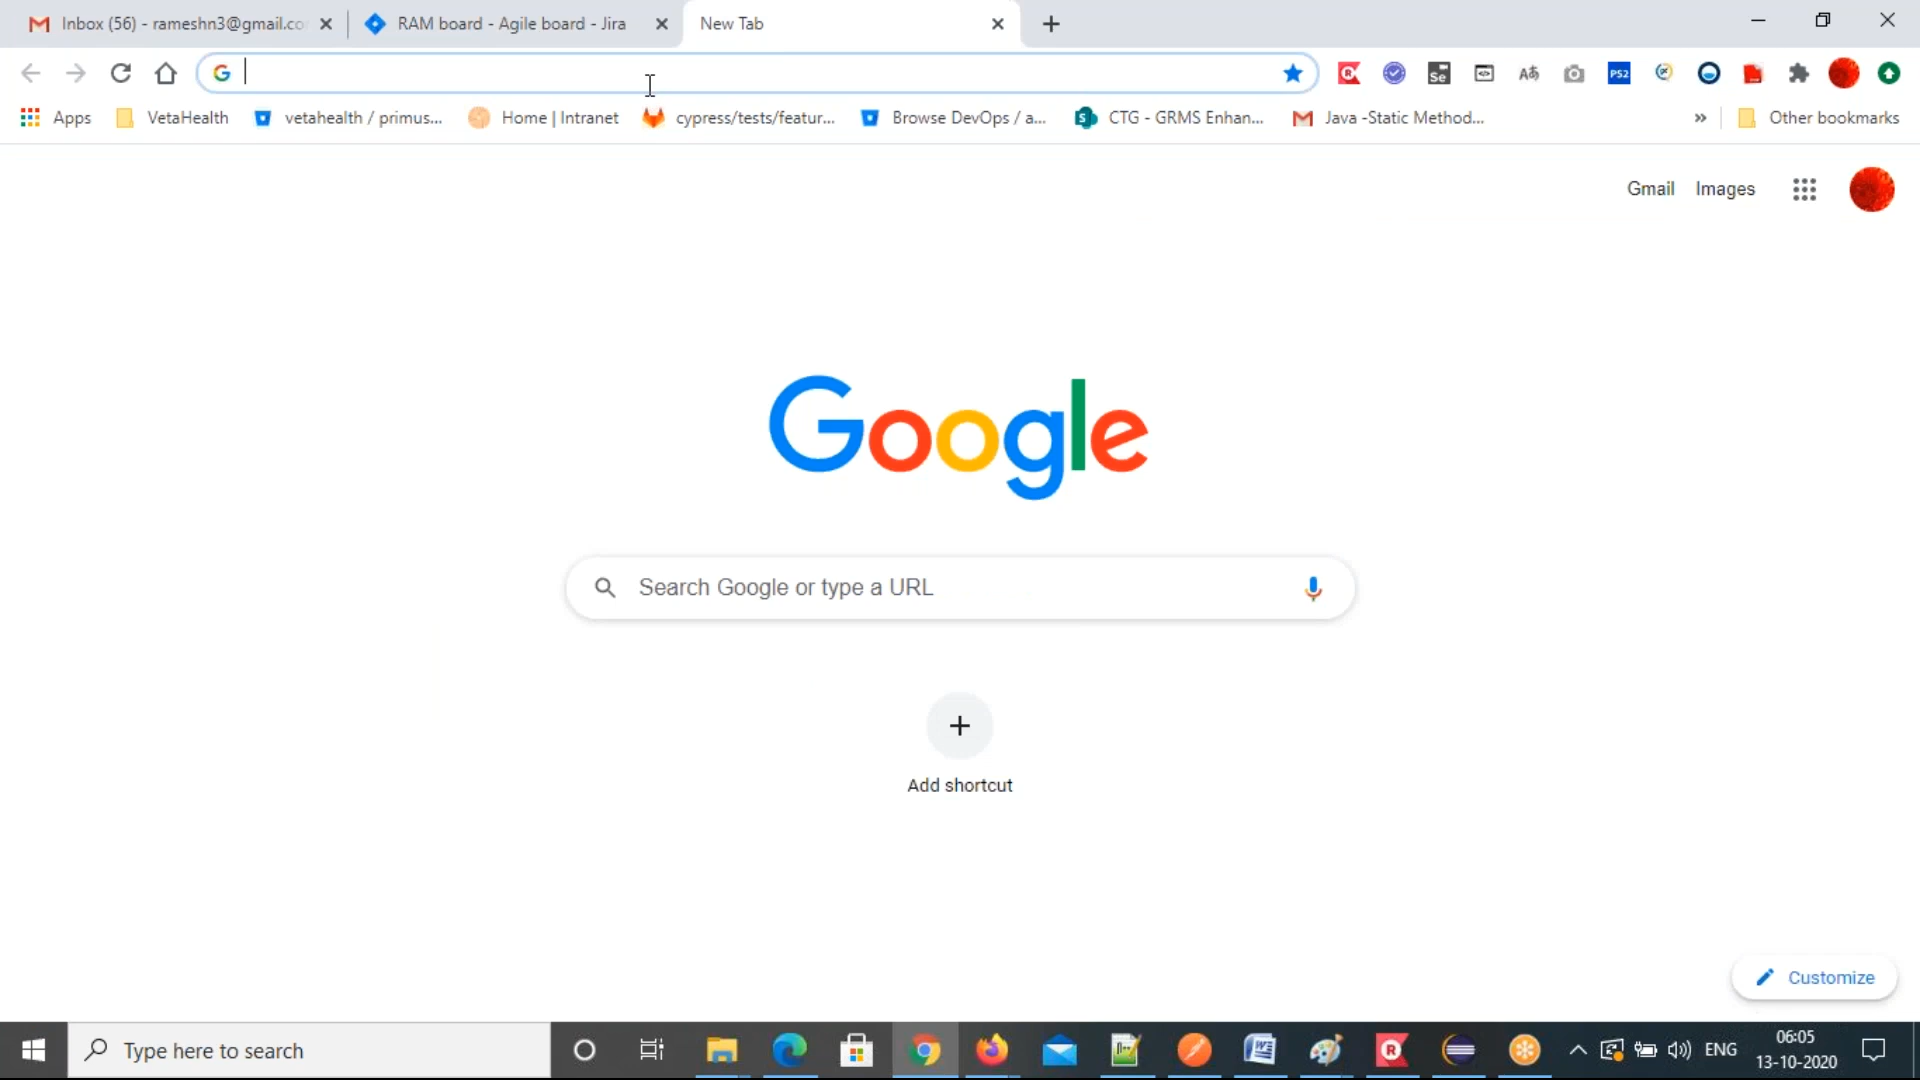 Inbox (56) - rameshn3@gmail.co
RAM board - Agile board - Jira
New Tab
G
Se
PS2
Apps
VetaHealth
vetahealth / primus...
Home | Intranet
cypress/tests/featur...
Browse DevOps / a...
CTG - GRMS Enhan...
Java -Static Method...
»
Other bookmarks
Gmail
Images
Google
Search Google or type a URL
Add shortcut
Customize
Type here to search
ENG
06:05
13-10-2020